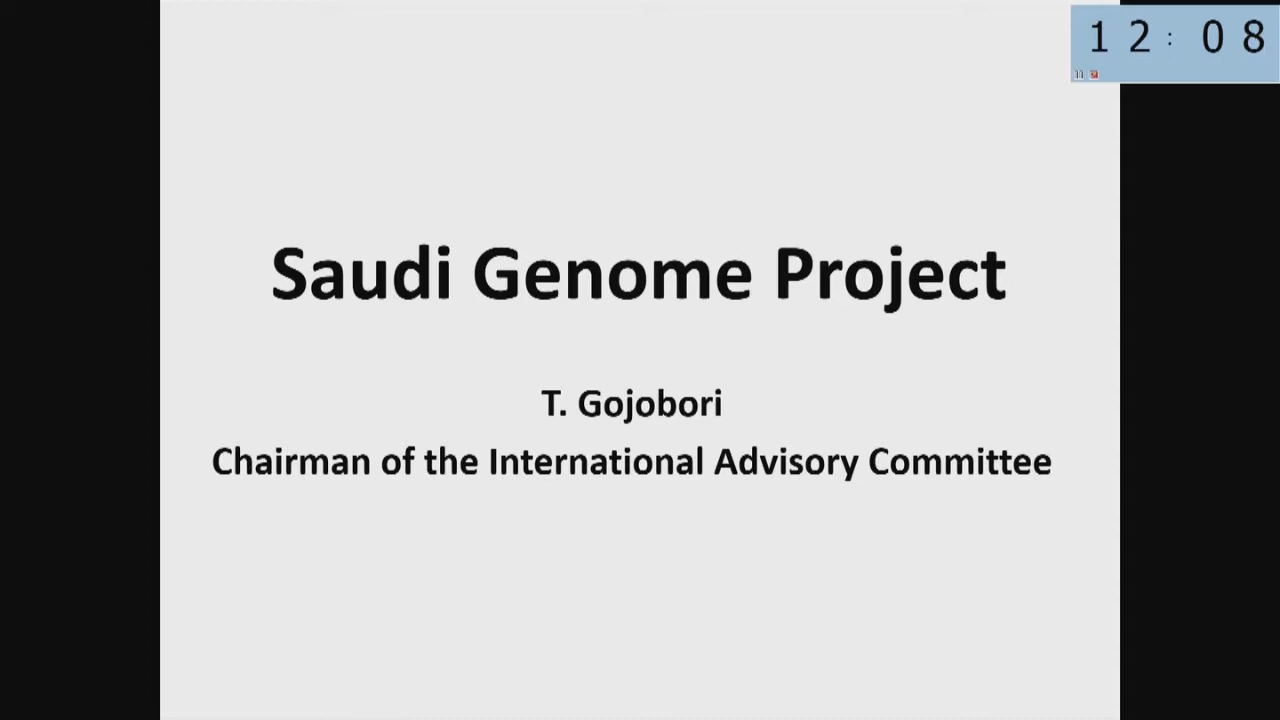 12:08
Saudi Genome Project
T. Gojobori
Chairman of the International Advisory Committee